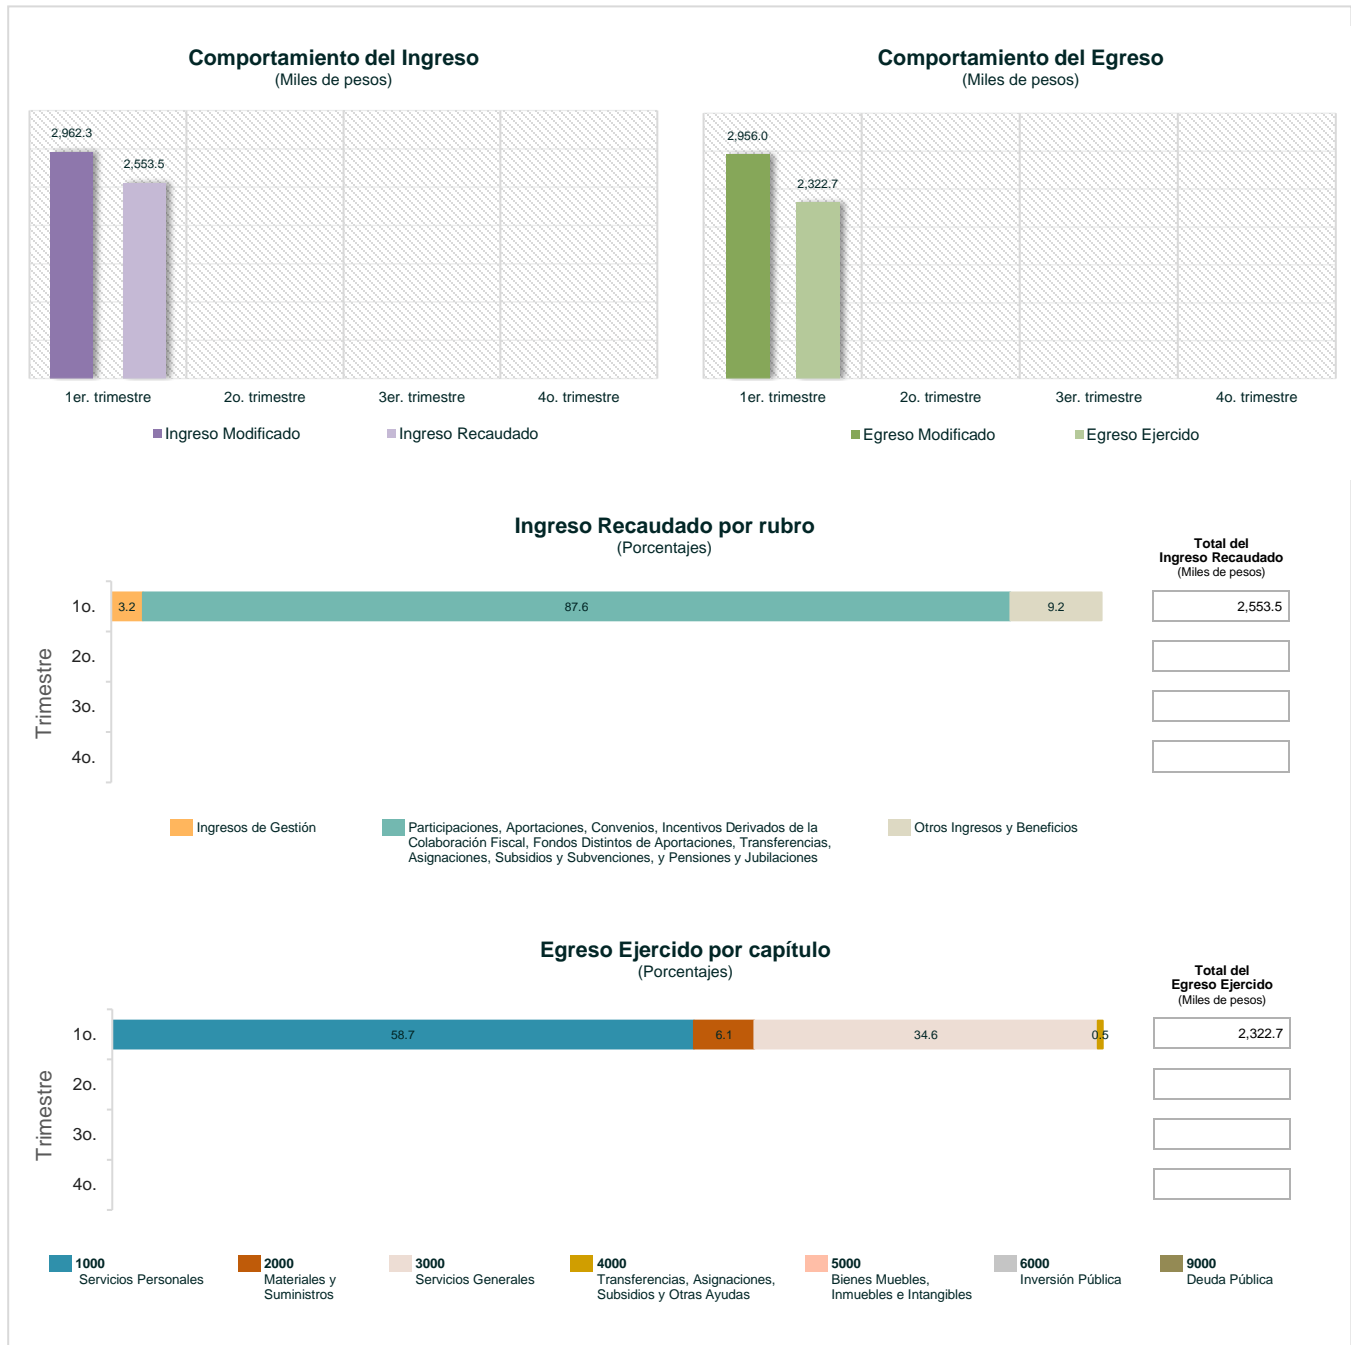 Comportamiento del Ingreso
(Miles de pesos)
2,962.3
2,553.5
1er. trimestre
2o. trimestre
3er. trimestre
4o. trimestre
Ingreso Modificado
Ingreso Recaudado
Comportamiento del Egreso
(Miles de pesos)
2,956.0
2,322.7
1er. trimestre
2o. trimestre
3er. trimestre
4o. trimestre
Egreso Modificado
Egreso Ejercido
Ingreso Recaudado por rubro
(Porcentajes)
Total del
Ingreso Recaudado
(Miles de pesos)
Trimestre
1o.
3.2
87.6
9.2
2,553.5
2o.
3o.
4o.
Ingresos de Gestión
Participaciones, Aportaciones, Convenios, Incentivos Derivados de la
Colaboración Fiscal, Fondos Distintos de Aportaciones, Transferencias,
Asignaciones, Subsidios y Subvenciones, y Pensiones y Jubilaciones
Otros Ingresos y Beneficios
Egreso Ejercido por capítulo
(Porcentajes)
Total del
Egreso Ejercido
(Miles de pesos)
Trimestre
1o.
58.7
6.1
34.6
0.5
2,322.7
2o.
3o.
4o.
1000
Servicios Personales
2000
Materiales y
Suministros
3000
Servicios Generales
4000
Transferencias, Asignaciones,
Subsidios y Otras Ayudas
5000
Bienes Muebles,
Inmuebles e Intangibles
6000
Inversión Pública
9000
Deuda Pública